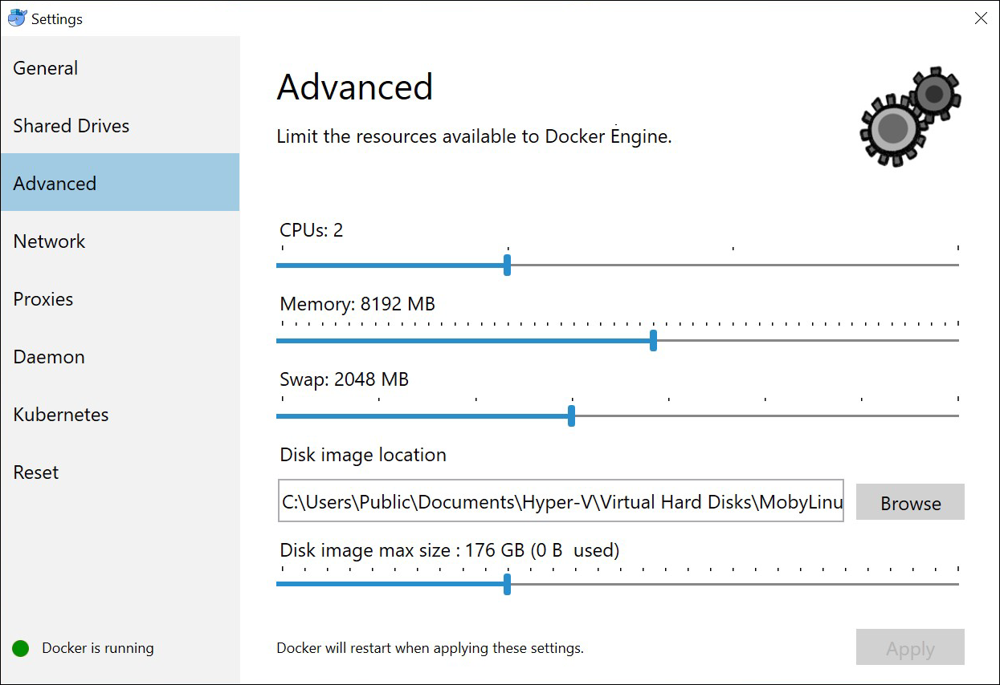 Settings
General
Shared Drives
Advanced
Network
Proxies
Daemon
Kubernetes
Reset
Docker is running
Advanced
Limit the resources available to Docker Engine.
CPUs: 2
Memory: 8192 MB
Swap: 2048 MB
Disk image location
C:\Users\Public\Documents\Hyper-V\Virtual Hard Disks\MobyLinu
Browse
Disk image max size : 176 GB (0 B  used)
Docker will restart when applying these settings.
Apply